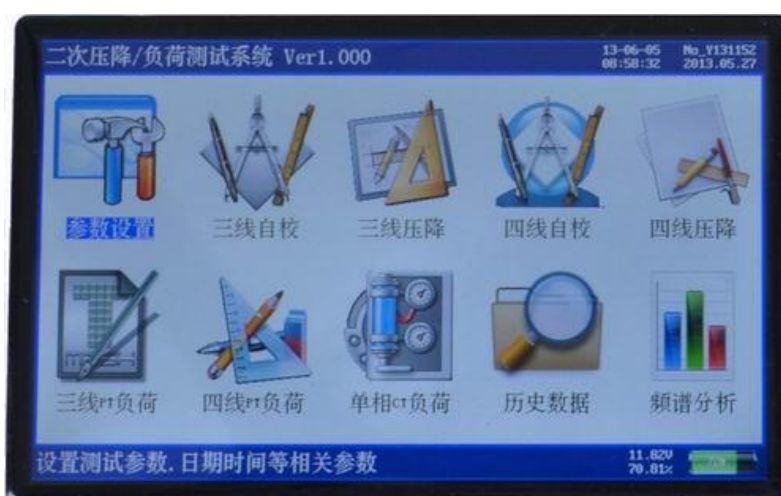 二次压降/负荷测试系统 Ver1.000
13-06-05 No_Y131152
08:58:32 2013.05.27
参数设置 三线自校 三线压降 四线自校 四线压降
三线PT负荷 四线PT负荷 单相CT负荷 历史数据 频谱分析
设置测试参数.日期时间等相关参数
11.82V
70.81%